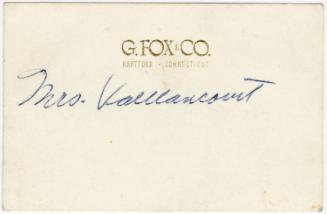 G. FOX & CO.
HARTFORD · CONNECTICUT
Mrs. Vaillancourt